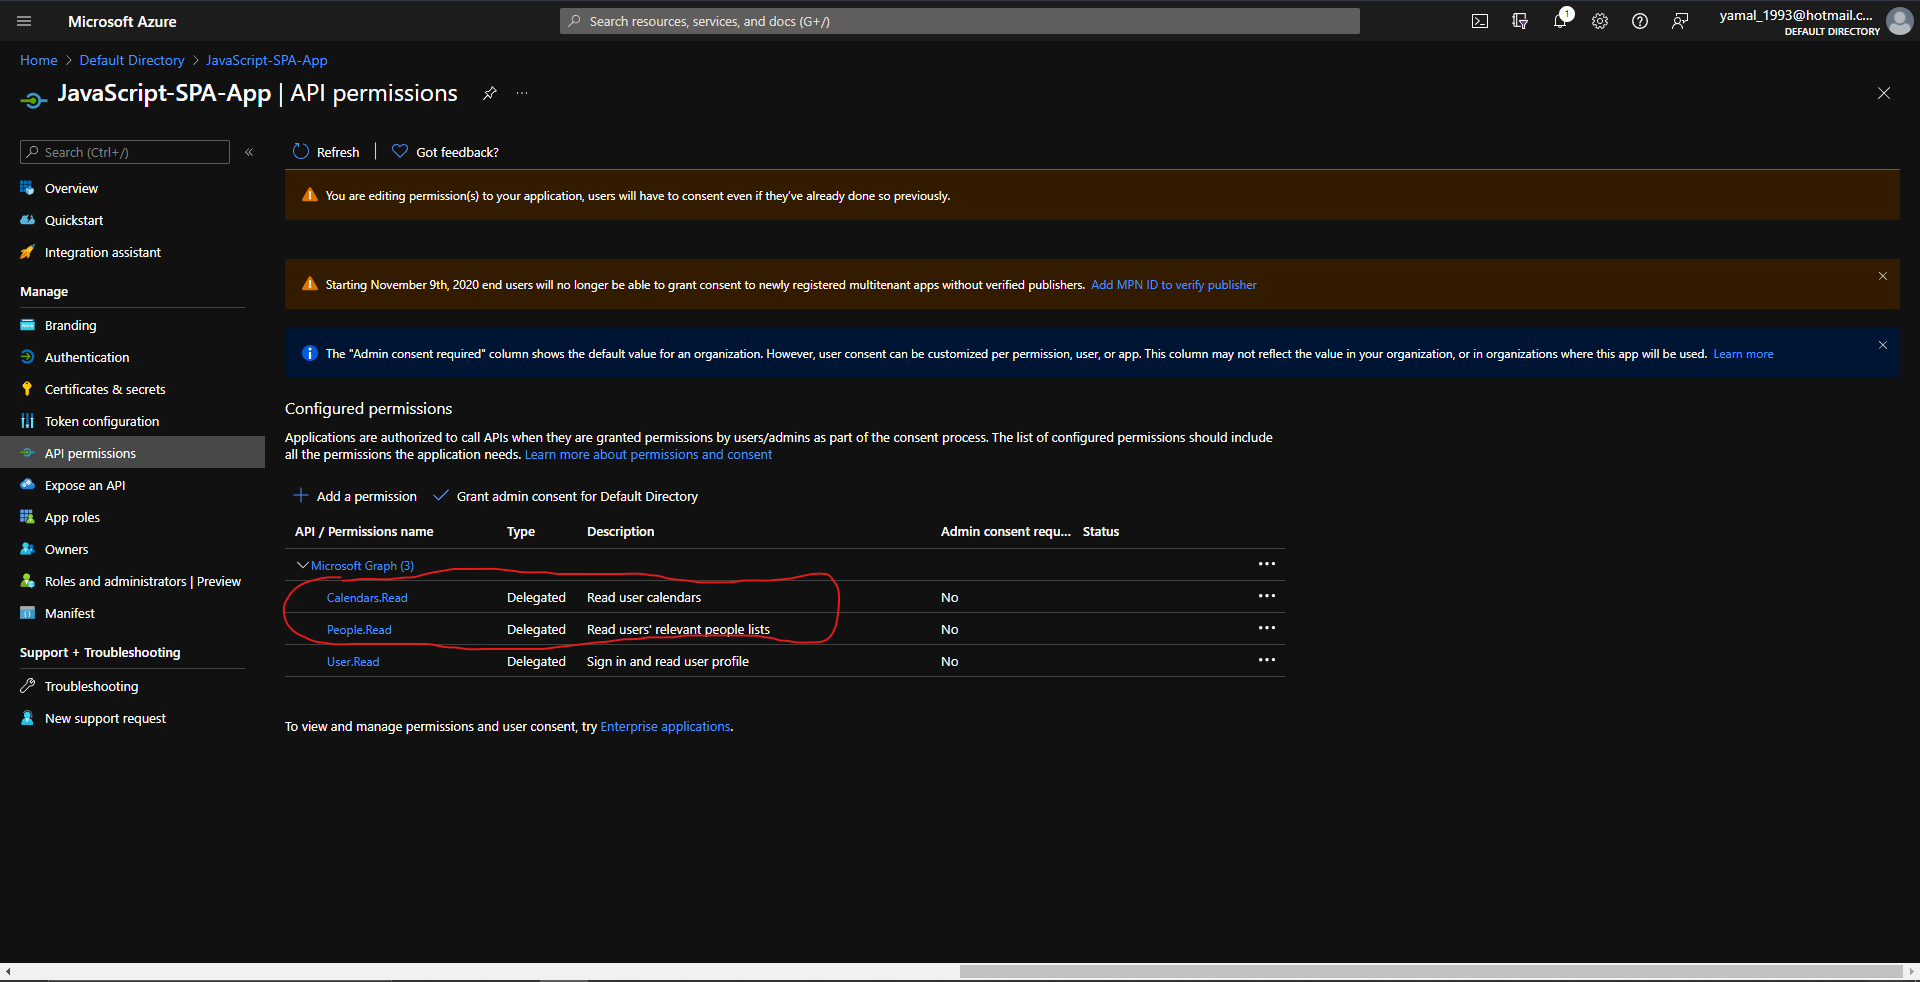 Microsoft Azure
Search resources, services, and docs (G+/)
1
yamal_1993@hotmail.c...
DEFAULT DIRECTORY
Home > Default Directory > JavaScript-SPA-App
JavaScript-SPA-App | API permissions
Search (Ctrl+/)
Refresh
Got feedback?
Overview
Quickstart
Integration assistant
Manage
Branding
Authentication
Certificates & secrets
Token configuration
API permissions
Expose an API
App roles
Owners
Roles and administrators | Preview
Manifest
Support + Troubleshooting
Troubleshooting
New support request
You are editing permission(s) to your application, users will have to consent even if they've already done so previously.
Starting November 9th, 2020 end users will no longer be able to grant consent to newly registered multitenant apps without verified publishers. Add MPN ID to verify publisher
The "Admin consent required" column shows the default value for an organization. However, user consent can be customized per permission, user, or app. This column may not reflect the value in your organization, or in organizations where this app will be used. Learn more
Configured permissions
Applications are authorized to call APIs when they are granted permissions by users/admins as part of the consent process. The list of configured permissions should include
all the permissions the application needs. Learn more about permissions and consent
Add a permission
Grant admin consent for Default Directory
API / Permissions name Type Description Admin consent requ... Status
Microsoft Graph (3)
Calendars.Read Delegated Read user calendars No
People.Read Delegated Read users' relevant people lists No
User.Read Delegated Sign in and read user profile No
To view and manage permissions and user consent, try Enterprise applications.